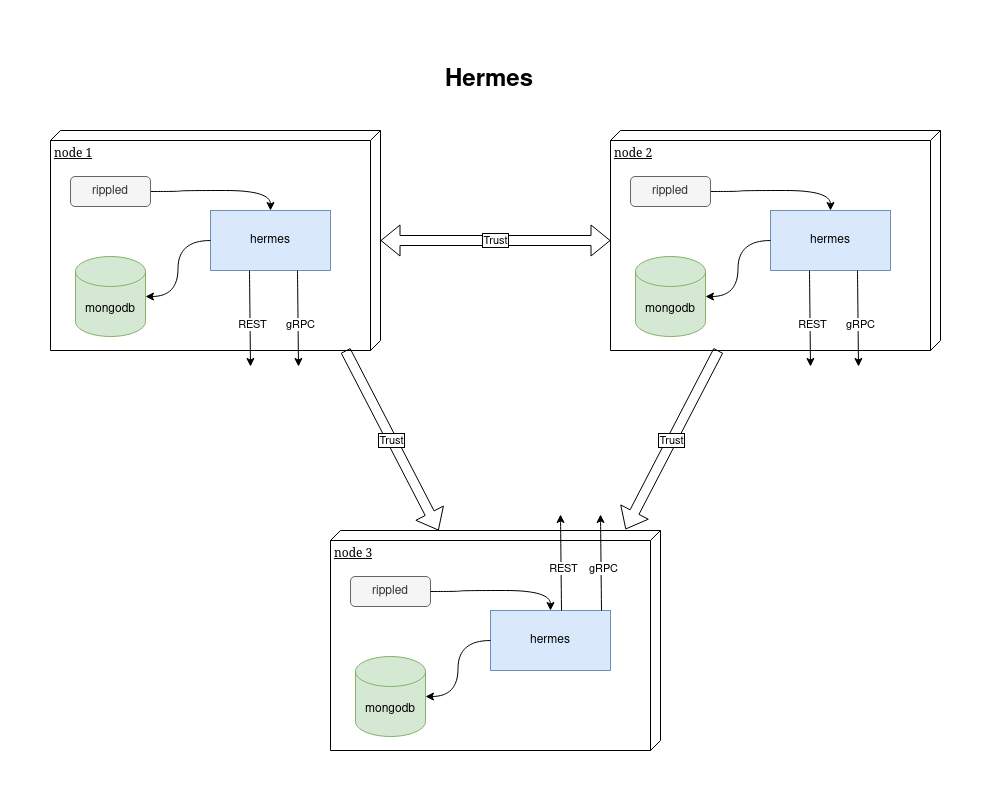 Hermes
node 1
rippled
hermes
mongodb
REST
gRPC
Trust
node 2
rippled
hermes
mongodb
REST
gRPC
Trust
Trust
node 3
REST
gRPC
rippled
hermes
mongodb